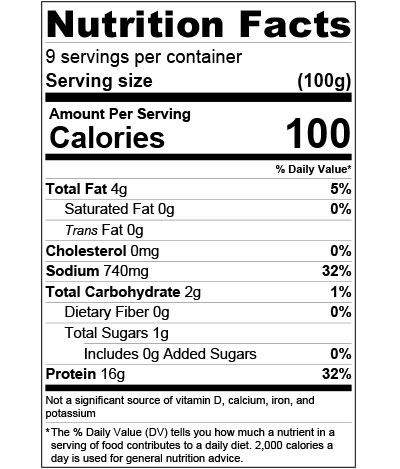 Nutrition Facts
9 servings per container
Serving size (100g)
Amount Per Serving
Calories 100
% Daily Value*
Total Fat 4g 5%
Saturated Fat 0g 0%
Trans Fat 0g
Cholesterol 0mg 0%
Sodium 740mg 32%
Total Carbohydrate 2g 1%
Dietary Fiber 0g 0%
Total Sugars 1g
Includes 0g Added Sugars 0%
Protein 16g 32%
Not a significant source of vitamin D, calcium, iron, and
potassium
*The % Daily Value (DV) tells you how much a nutrient in a
serving of food contributes to a daily diet. 2,000 calories a
day is used for general nutrition advice.